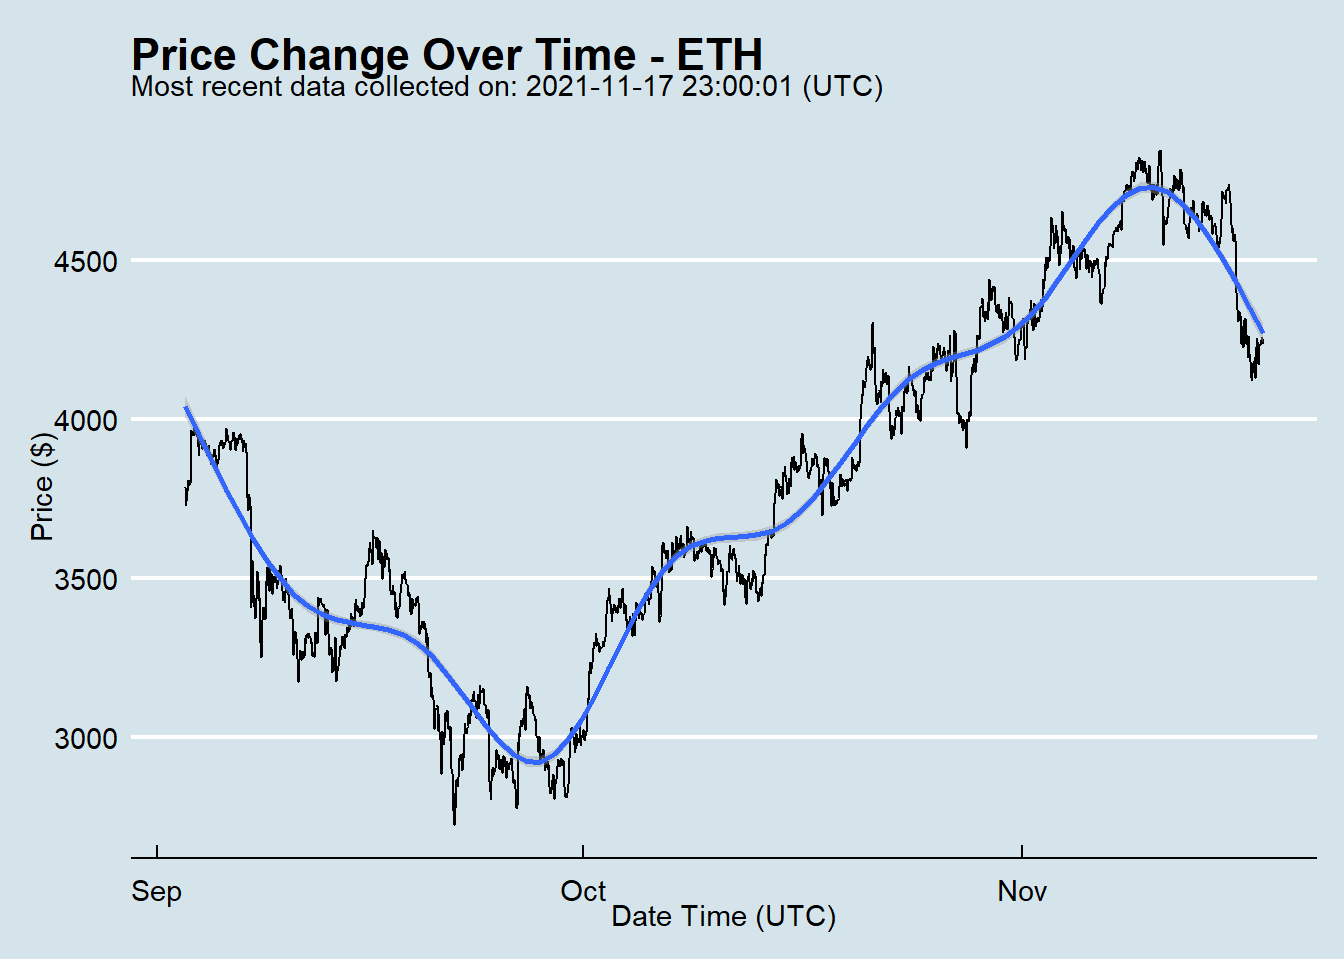 Price Change Over Time - ETH
Most recent data collected on: 2021-11-17 23:00:01 (UTC)
Price ($)
4500
4000
3500
3000
Sep
Oct
Nov
Date Time (UTC)